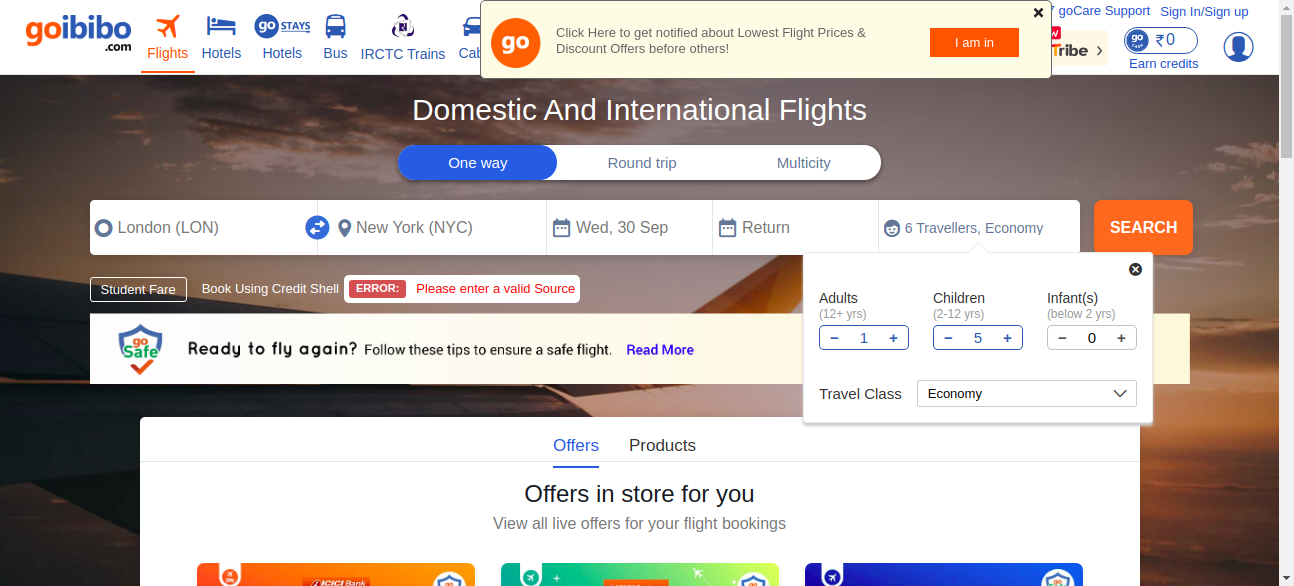 goibibo
.com
Flights
Hotels
go STAYS
Hotels
Bus
IRCTC Trains
Cab
go
Click Here to get notified about Lowest Flight Prices &
Discount Offers before others!
I am in
goCare Support
Sign In/Sign up
Tribe
go CASH
₹0
Earn credits
Domestic And International Flights
One way
Round trip
Multicity
London (LON)
New York (NYC)
Wed, 30 Sep
Return
6 Travellers, Economy
SEARCH
Student Fare
Book Using Credit Shell
ERROR:
Please enter a valid Source
Adults
(12+ yrs)
− 1 +
Children
(2-12 yrs)
− 5 +
Infant(s)
(below 2 yrs)
− 0 +
Travel Class
Economy
go Safe
Ready to fly again? Follow these tips to ensure a safe flight. Read More
Offers
Products
Offers in store for you
View all live offers for your flight bookings
ICICI Bank